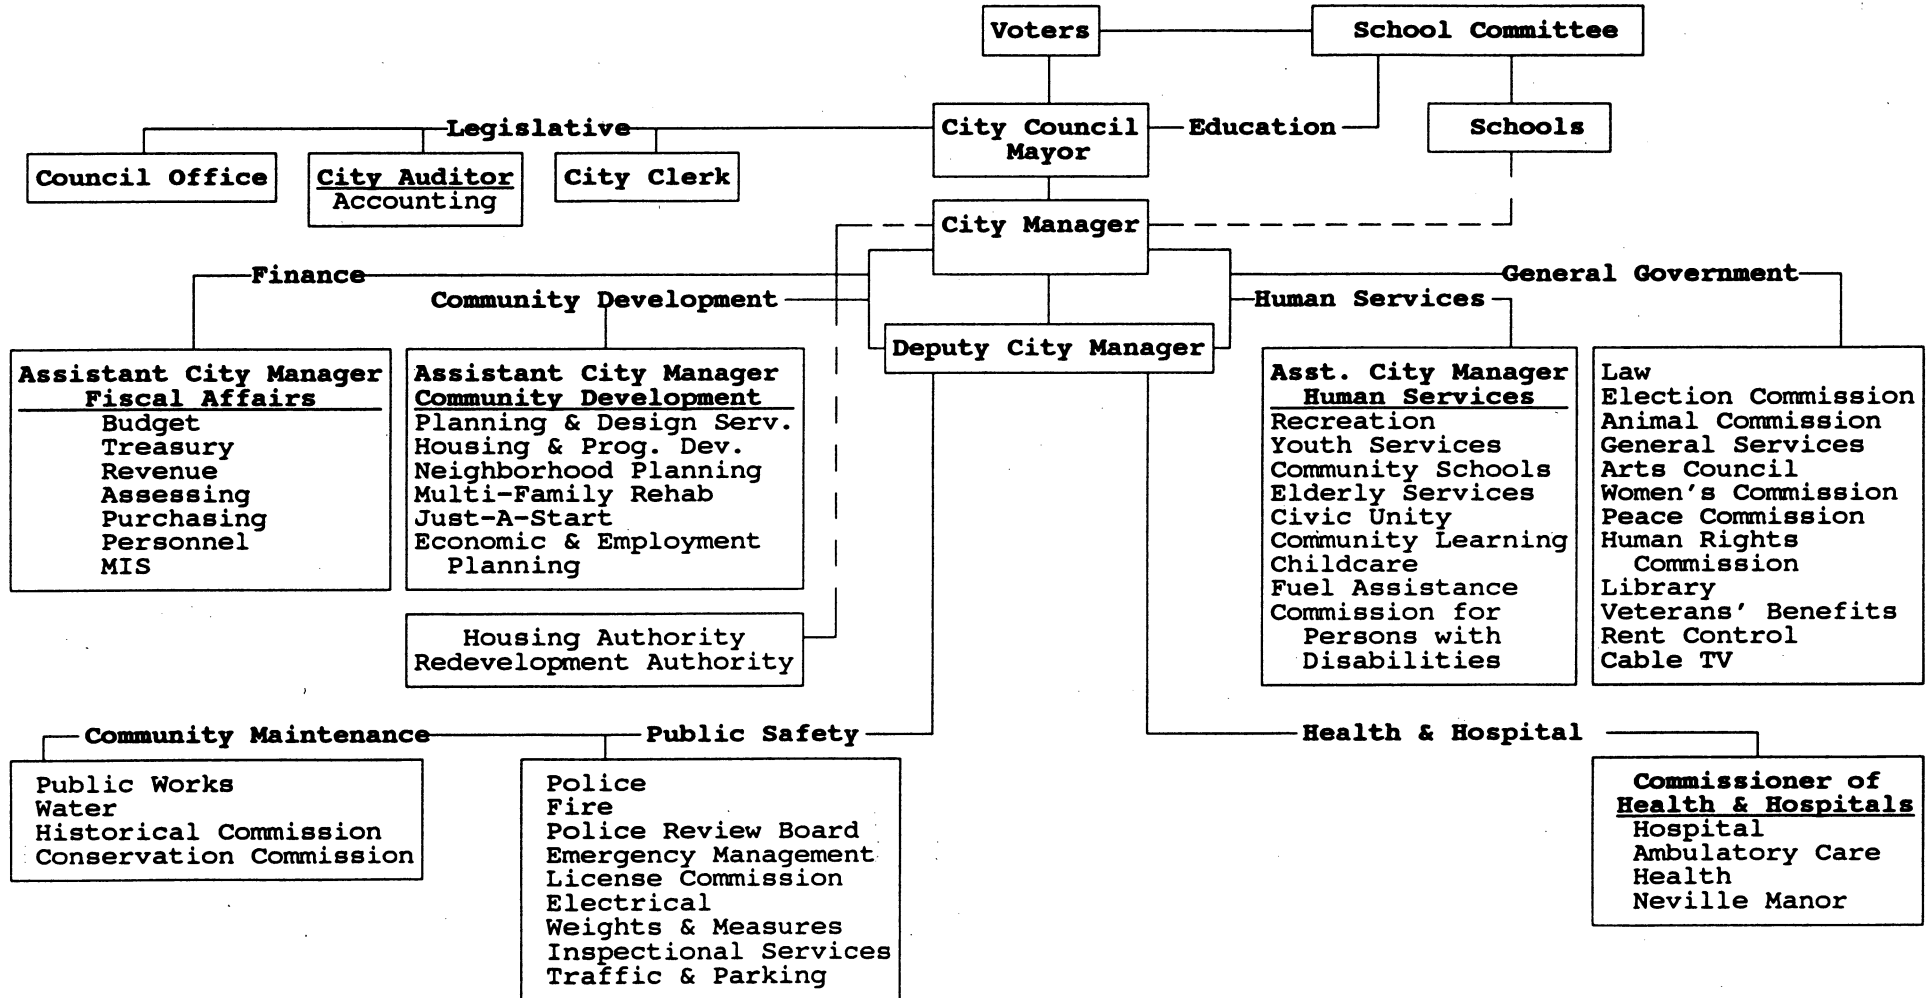 Voters
School Committee
Legislative
City Council
Mayor
Education
Schools
Council Office
City Auditor
Accounting
City Clerk
City Manager
Finance
General Government
Community Development
Human Services
Deputy City Manager
Assistant City Manager
Fiscal Affairs
Budget
Treasury
Revenue
Assessing
Purchasing
Personnel
MIS
Assistant City Manager
Community Development
Planning & Design Serv.
Housing & Prog. Dev.
Neighborhood Planning
Multi-Family Rehab
Just-A-Start
Economic & Employment
Planning
Housing Authority
Redevelopment Authority
Asst. City Manager
Human Services
Recreation
Youth Services
Community Schools
Elderly Services
Civic Unity
Community Learning
Childcare
Fuel Assistance
Commission for
Persons with
Disabilities
Law
Election Commission
Animal Commission
General Services
Arts Council
Women's Commission
Peace Commission
Human Rights
Commission
Library
Veterans' Benefits
Rent Control
Cable TV
Community Maintenance
Public Safety
Health & Hospital
Public Works
Water
Historical Commission
Conservation Commission
Police
Fire
Police Review Board
Emergency Management
License Commission
Electrical
Weights & Measures
Inspectional Services
Traffic & Parking
Commissioner of
Health & Hospitals
Hospital
Ambulatory Care
Health
Neville Manor